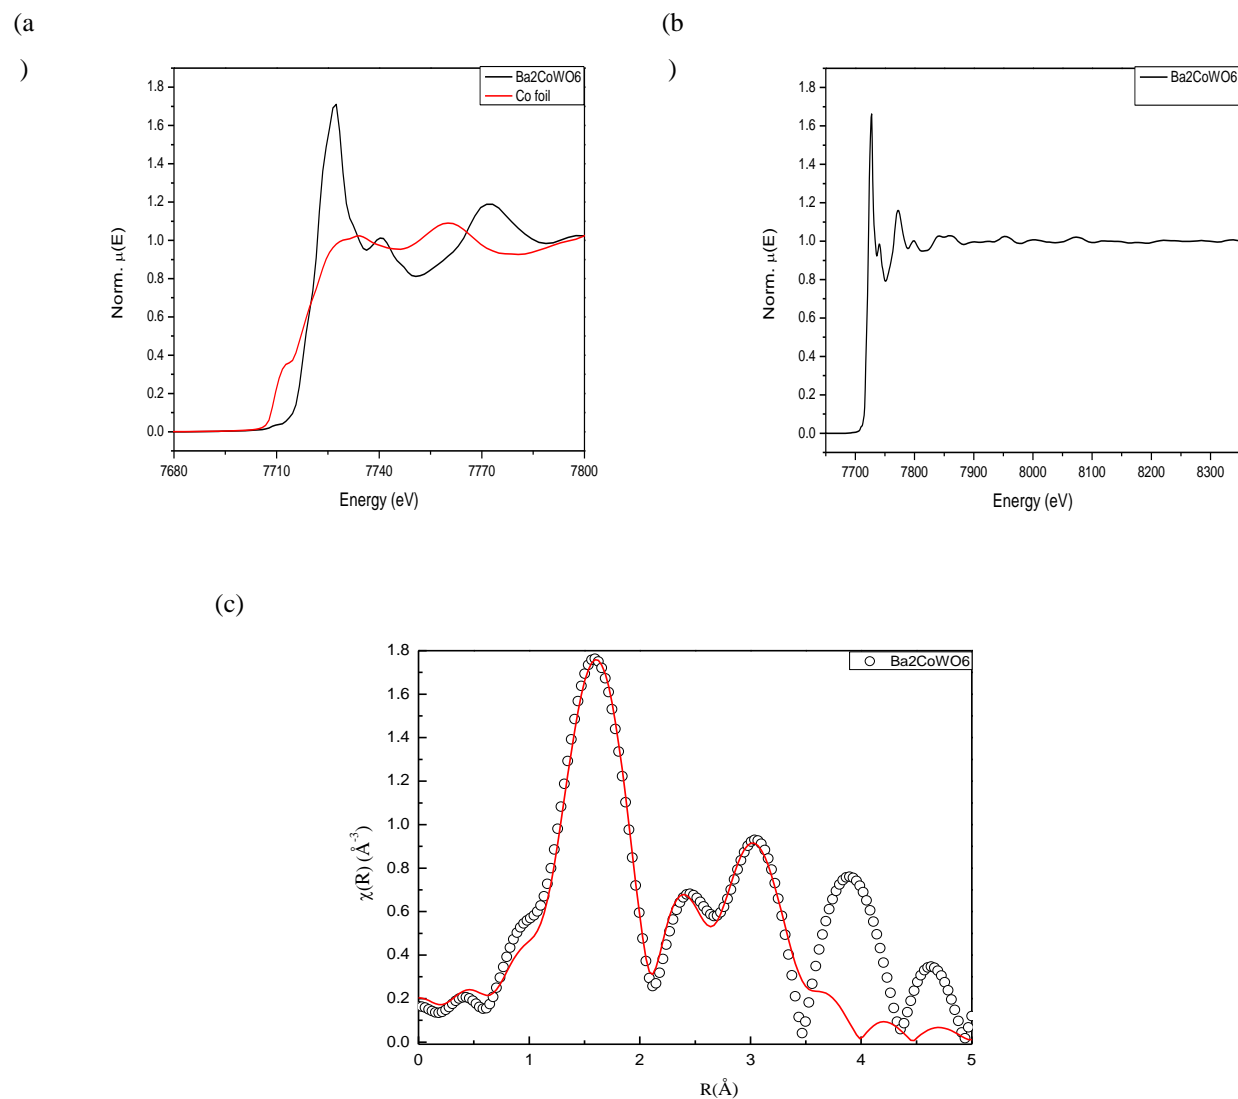 (a
)
(b
)
Ba2CoWO6
Co foil
1.8
1.6
1.4
1.2
1.0
0.8
0.6
0.4
0.2
0.0
Norm. μ(E)
7680 7710 7740 7770 7800
Energy (eV)
Ba2CoWO6
1.8
1.6
1.4
1.2
1.0
0.8
0.6
0.4
0.2
0.0
Norm. μ(E)
7700 7800 7900 8000 8100 8200 8300
Energy (eV)
(c)
Ba2CoWO6
1.8
1.6
1.4
1.2
1.0
0.8
0.6
0.4
0.2
0.0
χ(R) (Å⁻³)
0 1 2 3 4 5
R(Å)